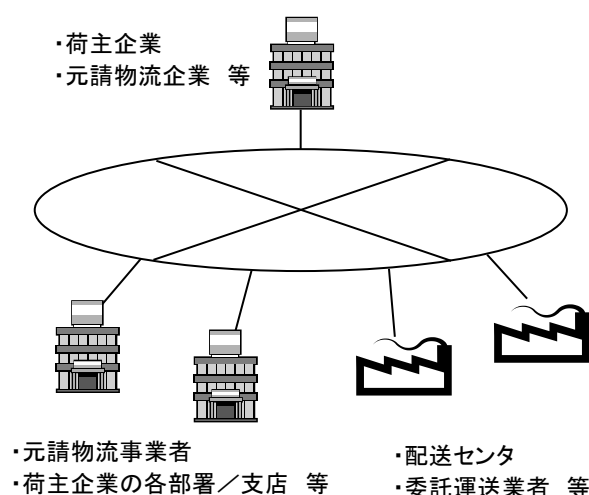 ・荷主企業
・元請物流企業 等
・元請物流事業者
・荷主企業の各部署／支店 等
・配送センタ
・委託運送業者 等